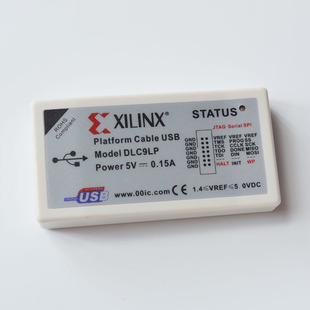 ROHS
Compliant
XILINX
STATUS
Platform Cable USB
Model DLC9LP
Power 5V 0.15A
JTAG Serial SPI
GND VREF VREF VREF
GND TMS PROG SS
GND TCK CCLK SCK
GND TDO DONE MISO
GND TDI DIN MOSI
GND HALT INIT WP
USB
www.00ic.com CE
1.4≤VREF≤5.0VDC